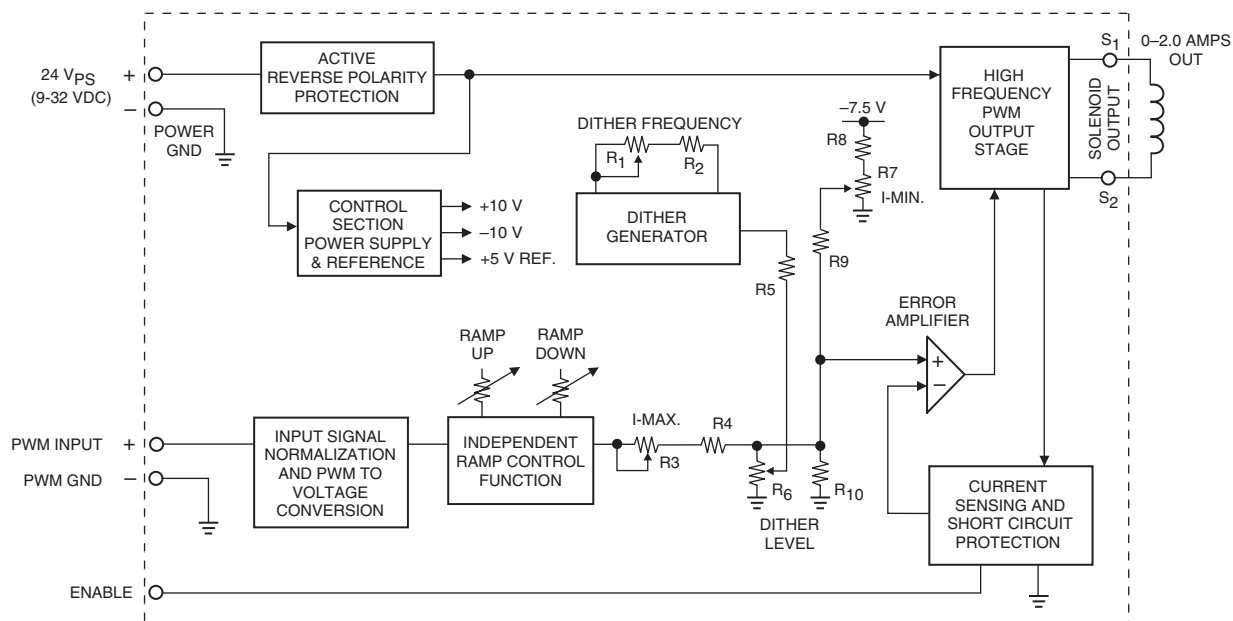 24 VPS
(9-32 VDC)
+
–
POWER
GND
ACTIVE
REVERSE POLARITY
PROTECTION
HIGH
FREQUENCY
PWM
OUTPUT
STAGE
S1
S2
SOLENOID
OUTPUT
0–2.0 AMPS
OUT
DITHER FREQUENCY
R1
R2
DITHER
GENERATOR
–7.5 V
R8
R7
I-MIN.
R9
R5
CONTROL
SECTION
POWER SUPPLY
& REFERENCE
+10 V
–10 V
+5 V REF.
ERROR
AMPLIFIER
+
–
RAMP
UP
RAMP
DOWN
PWM INPUT
+
PWM GND
–
INPUT SIGNAL
NORMALIZATION
AND PWM TO
VOLTAGE
CONVERSION
INDEPENDENT
RAMP CONTROL
FUNCTION
I-MAX.
R3
R4
R6
R10
DITHER
LEVEL
CURRENT
SENSING AND
SHORT CIRCUIT
PROTECTION
ENABLE